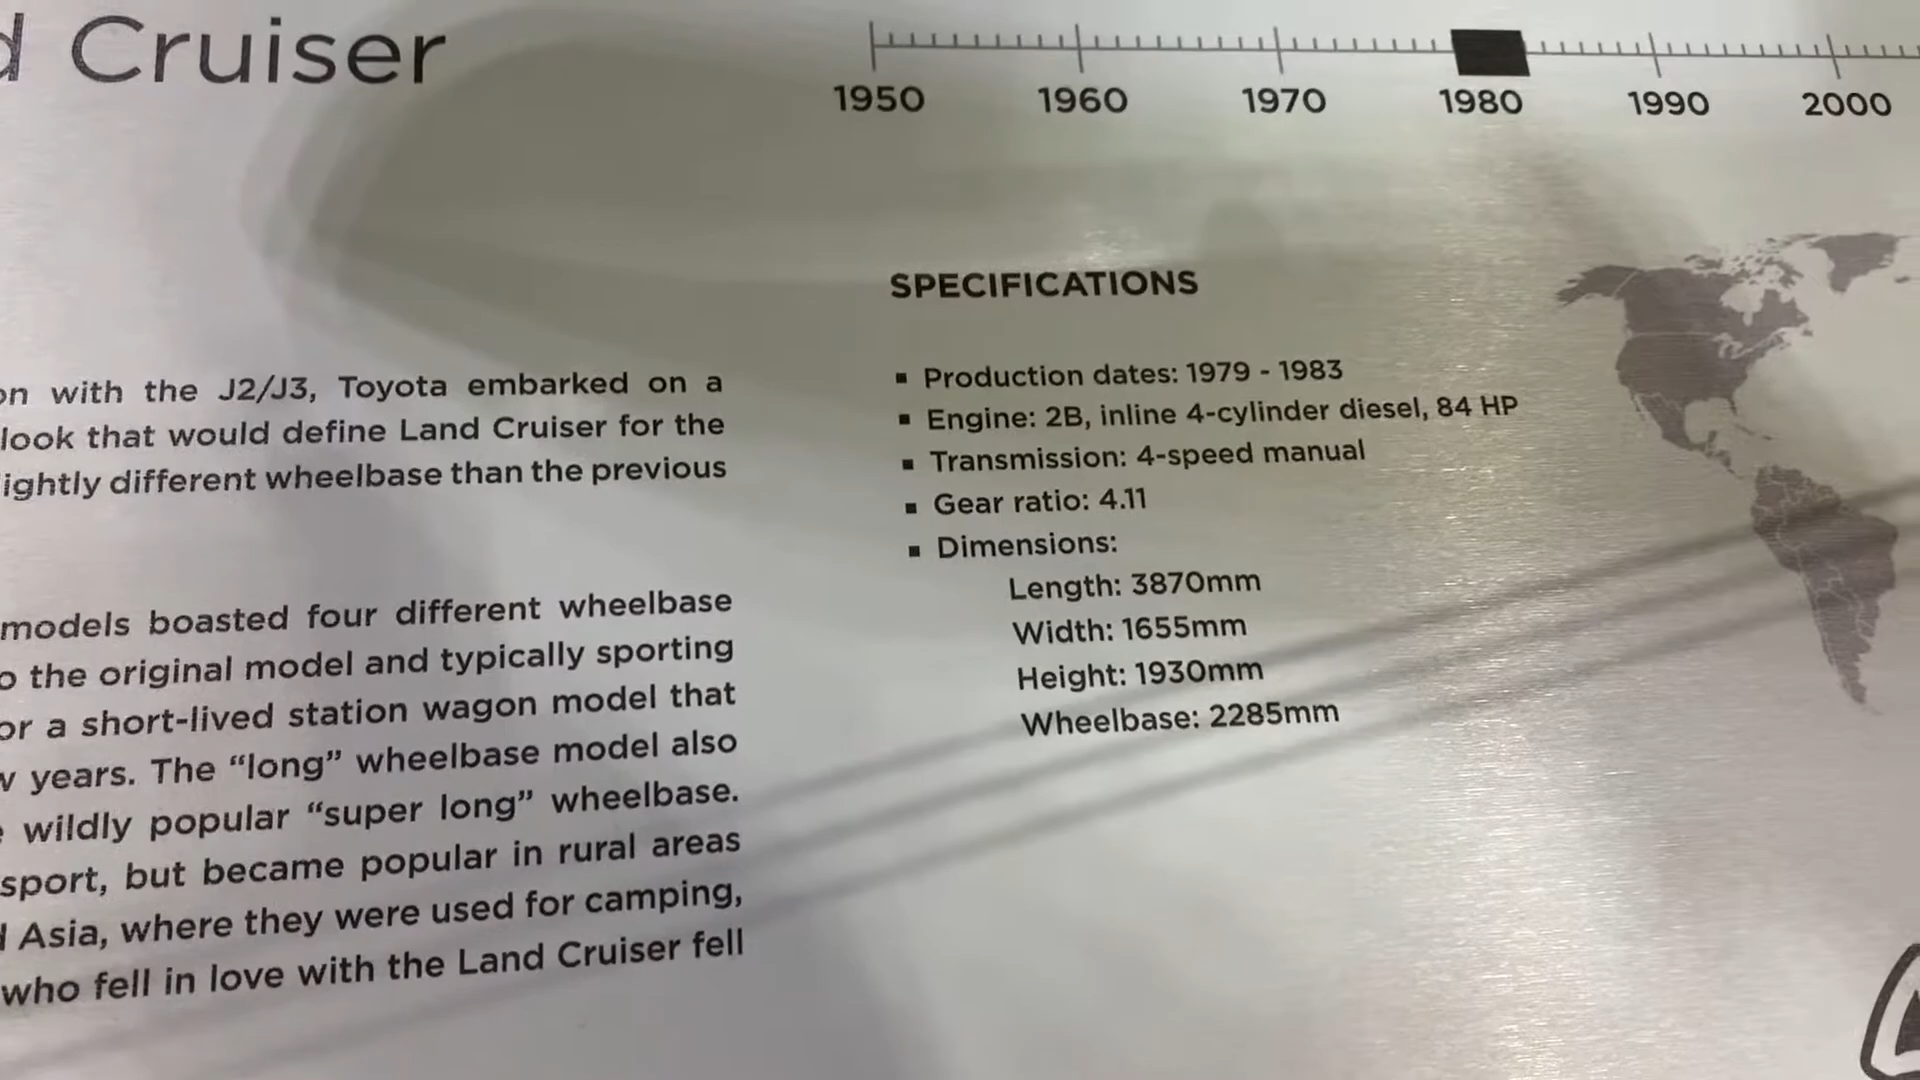 d Cruiser
1950 1960 1970 1980 1990 2000
on with the J2/J3, Toyota embarked on a
look that would define Land Cruiser for the
ightly different wheelbase than the previous
models boasted four different wheelbase
o the original model and typically sporting
or a short-lived station wagon model that
w years. The “long” wheelbase model also
wildly popular “super long” wheelbase.
sport, but became popular in rural areas
d Asia, where they were used for camping,
who fell in love with the Land Cruiser fell
SPECIFICATIONS
▪ Production dates: 1979 - 1983
▪ Engine: 2B, inline 4-cylinder diesel, 84 HP
▪ Transmission: 4-speed manual
▪ Gear ratio: 4.11
▪ Dimensions:
Length: 3870mm
Width: 1655mm
Height: 1930mm
Wheelbase: 2285mm